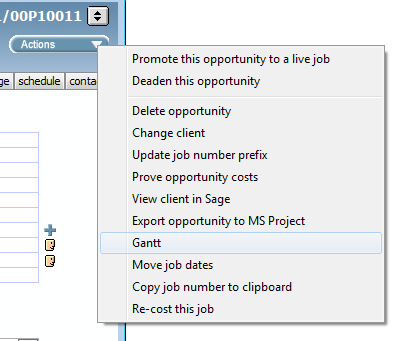 /00P10011
Actions
ge schedule conta
Promote this opportunity to a live job
Deaden this opportunity
Delete opportunity
Change client
Update job number prefix
Prove opportunity costs
View client in Sage
Export opportunity to MS Project
Gantt
Move job dates
Copy job number to clipboard
Re-cost this job